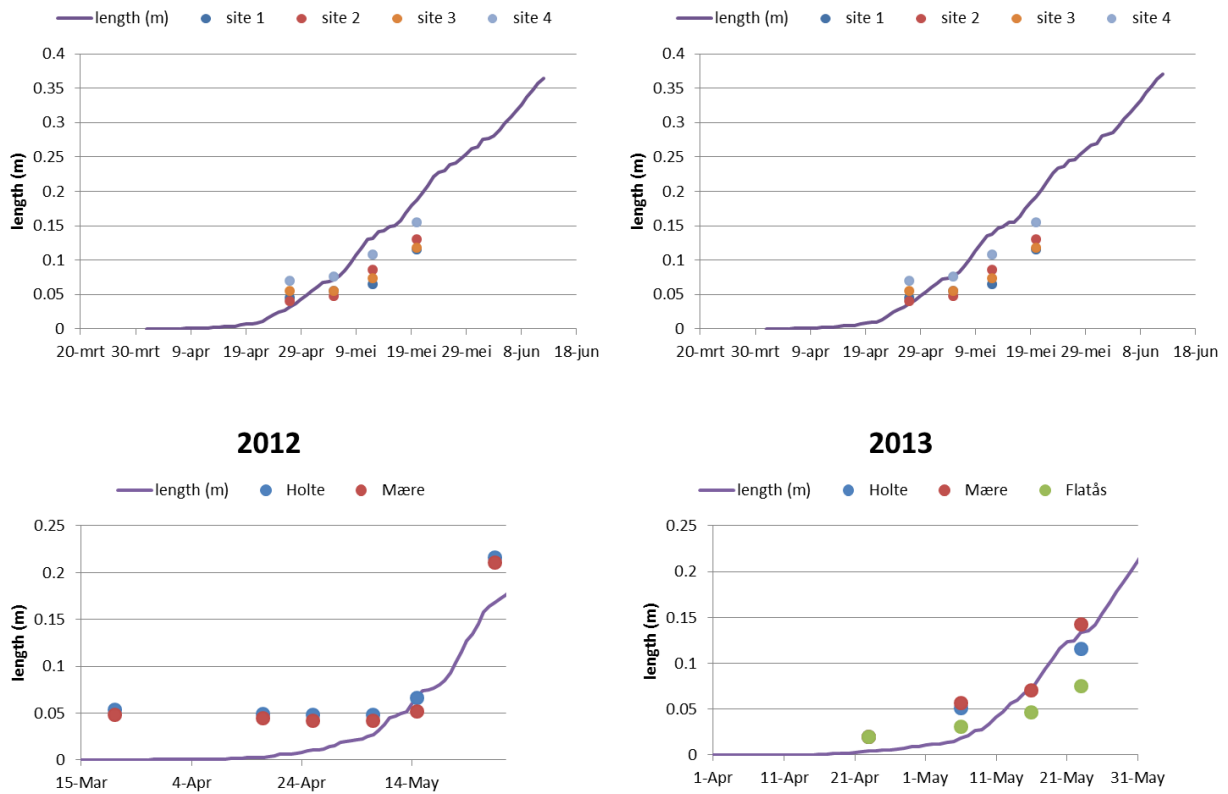 length (m) site 1 site 2 site 3 site 4
0.4
0.35
0.3
0.25
0.2
0.15
0.1
0.05
0
length (m)
20-mrt 30-mrt 9-apr 19-apr 29-apr 9-mei 19-mei 29-mei 8-jun 18-jun
length (m) site 1 site 2 site 3 site 4
0.4
0.35
0.3
0.25
0.2
0.15
0.1
0.05
0
length (m)
20-mrt 30-mrt 9-apr 19-apr 29-apr 9-mei 19-mei 29-mei 8-jun 18-jun
2012
length (m) Holte Mære
0.25
0.2
0.15
0.1
0.05
0
length (m)
15-Mar 4-Apr 24-Apr 14-May
2013
length (m) Holte Mære Flatås
0.25
0.2
0.15
0.1
0.05
0
length (m)
1-Apr 11-Apr 21-Apr 1-May 11-May 21-May 31-May